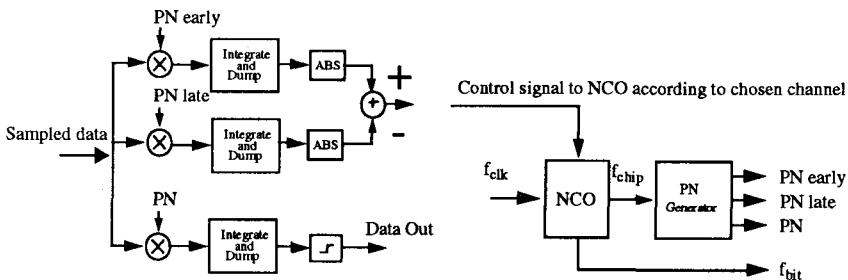 PN early
Integrate
and
Dump
ABS
+
+
-
PN late
Integrate
and
Dump
ABS
Sampled data
PN
Integrate
and
Dump
Data Out
Control signal to NCO according to chosen channel
f_clk
NCO
f_chip
PN
Generator
PN early
PN late
PN
f_bit